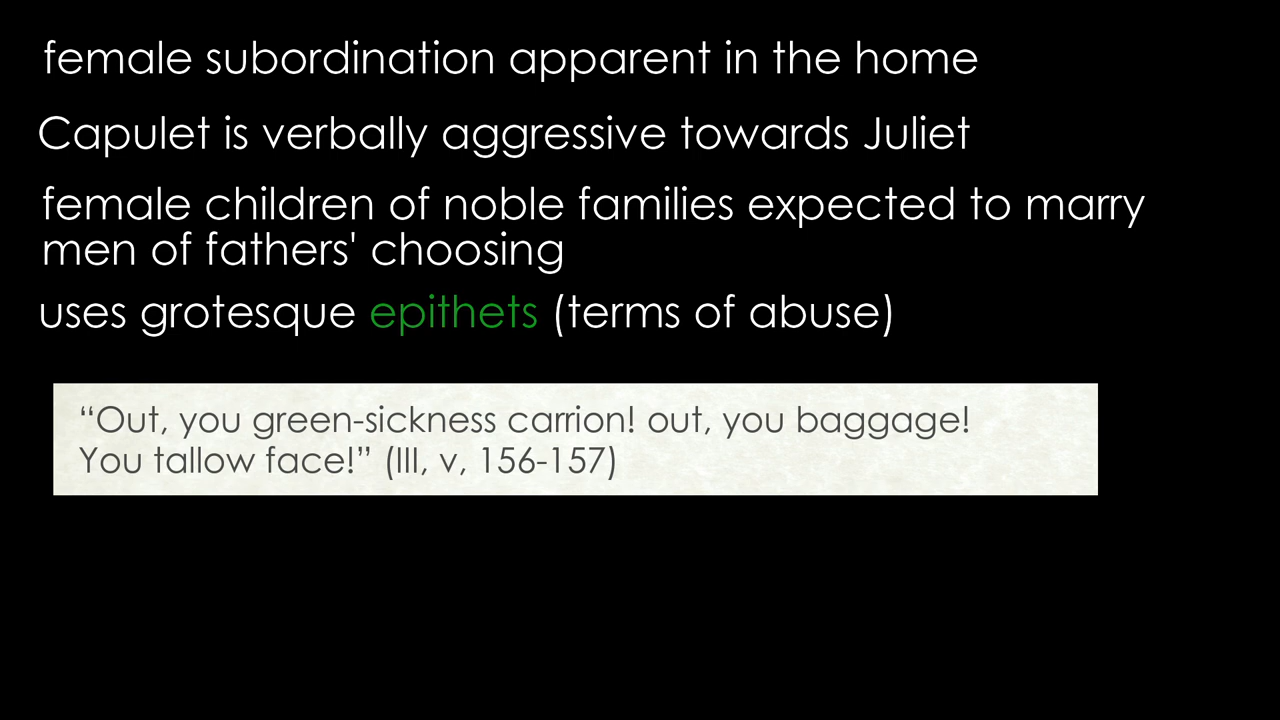 female subordination apparent in the home
Capulet is verbally aggressive towards Juliet
female children of noble families expected to marry
men of fathers' choosing
uses grotesque epithets (terms of abuse)
“Out, you green-sickness carrion! out, you baggage!
You tallow face!” (III, v, 156-157)